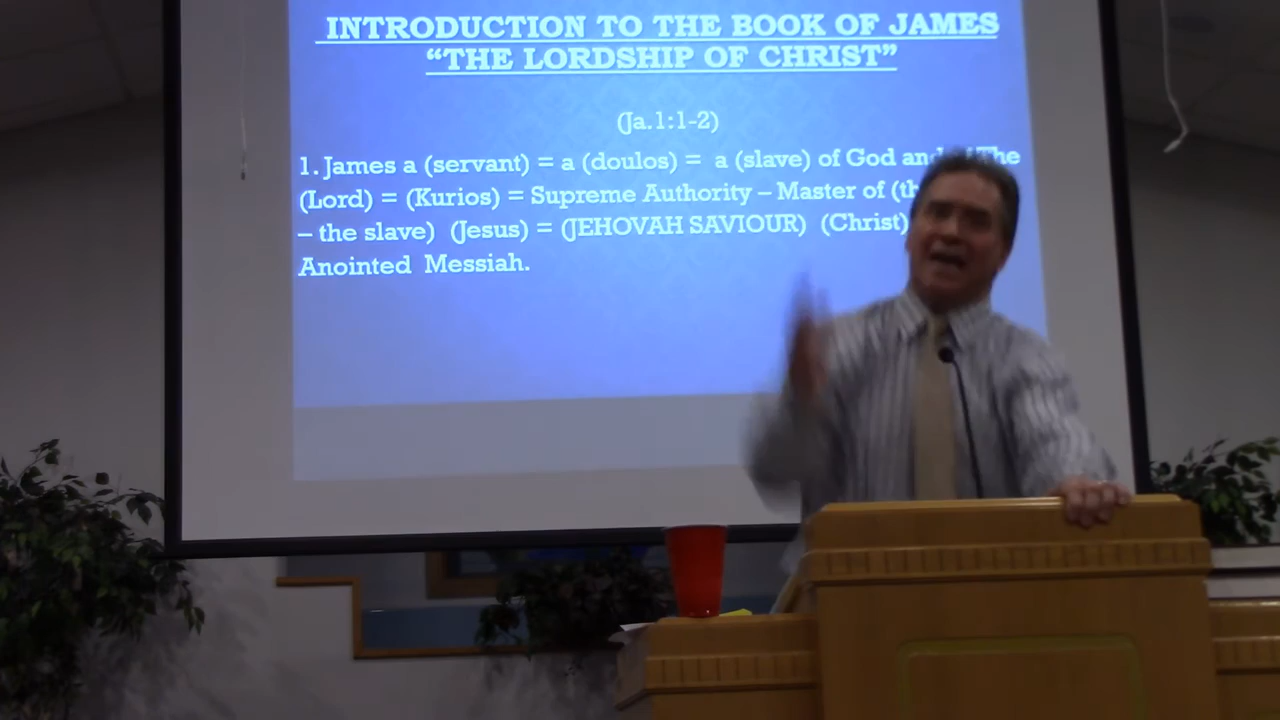 INTRODUCTION TO THE BOOK OF JAMES
“THE LORDSHIP OF CHRIST”
(Ja.1:1-2)
1. James a (servant) = a (doulos) = a (slave) of God and The
(Lord) = (Kurios) = Supreme Authority – Master of
– the slave) (Jesus) = (JEHOVAH SAVIOUR) (Christ)
Anointed Messiah.